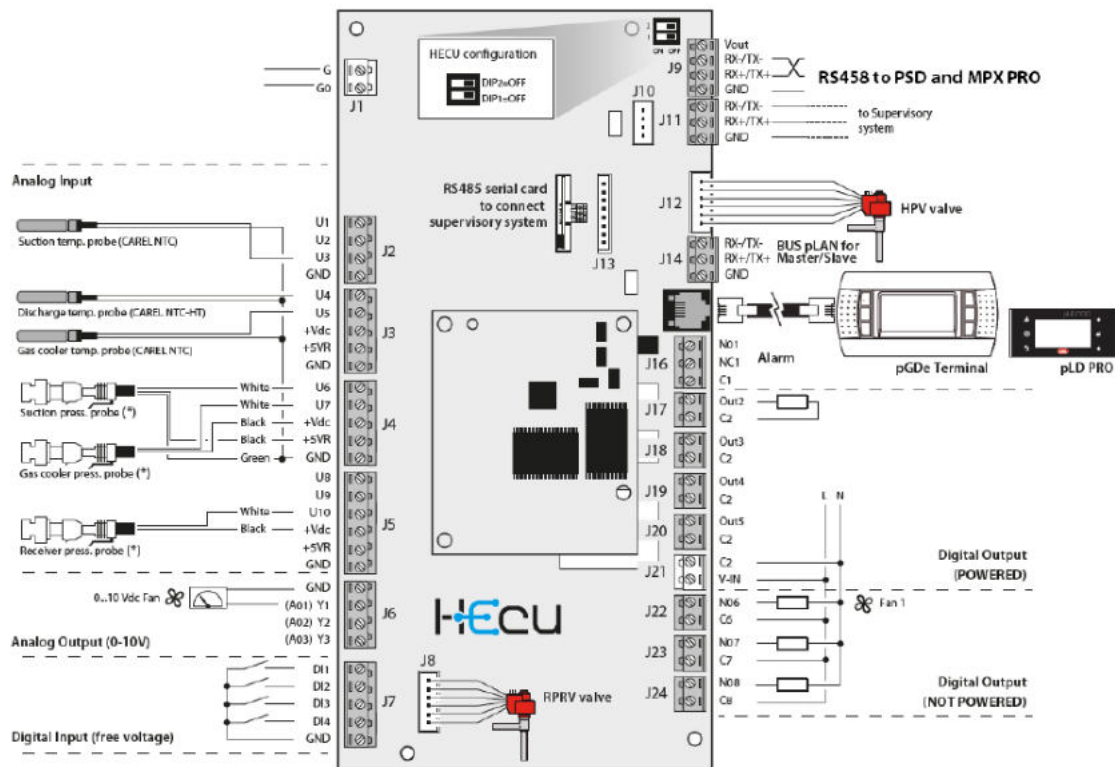 HECU configuration
DIP2=OFF
DIP1=OFF
2
1
ON OFF
G
G0
J1
Analog Input
Suction temp. probe (CAREL NTC)
U1
U2
U3
GND
J2
Discharge temp. probe (CAREL NTC-HT)
Gas cooler temp. probe (CAREL NTC)
U4
U5
+Vdc
+5VR
GND
J3
Suction press. probe (*)
Gas cooler press. probe (*)
White
White
Black
Black
Green
U6
U7
+Vdc
+5VR
GND
J4
Receiver press. probe (*)
White
Black
U8
U9
U10
+Vdc
+5VR
GND
J5
0...10 Vdc Fan
GND
(A01) Y1
(A02) Y2
(A03) Y3
J6
Analog Output (0-10V)
DI1
DI2
DI3
DI4
GND
J7
Digital Input (free voltage)
J8
RPRV valve
HECU
RS485 serial card
to connect
supervisory system
J13
J10
J9
Vout
RX-/TX-
RX+/TX+
GND
RS458 to PSD and MPX PRO
J11
RX-/TX-
RX+/TX+
GND
to Supervisory
system
J12
HPV valve
J14
RX-/TX-
RX+/TX+
GND
BUS pLAN for
Master/Slave
pGDe Terminal
pLD PRO
J16
N01
NC1
C1
Alarm
J17
Out2
C2
J18
Out3
C2
J19
Out4
C2
J20
Out5
C2
J21
C2
V-IN
L N
Digital Output
(POWERED)
J22
N06
C6
Fan 1
J23
N07
C7
J24
N08
C8
Digital Output
(NOT POWERED)